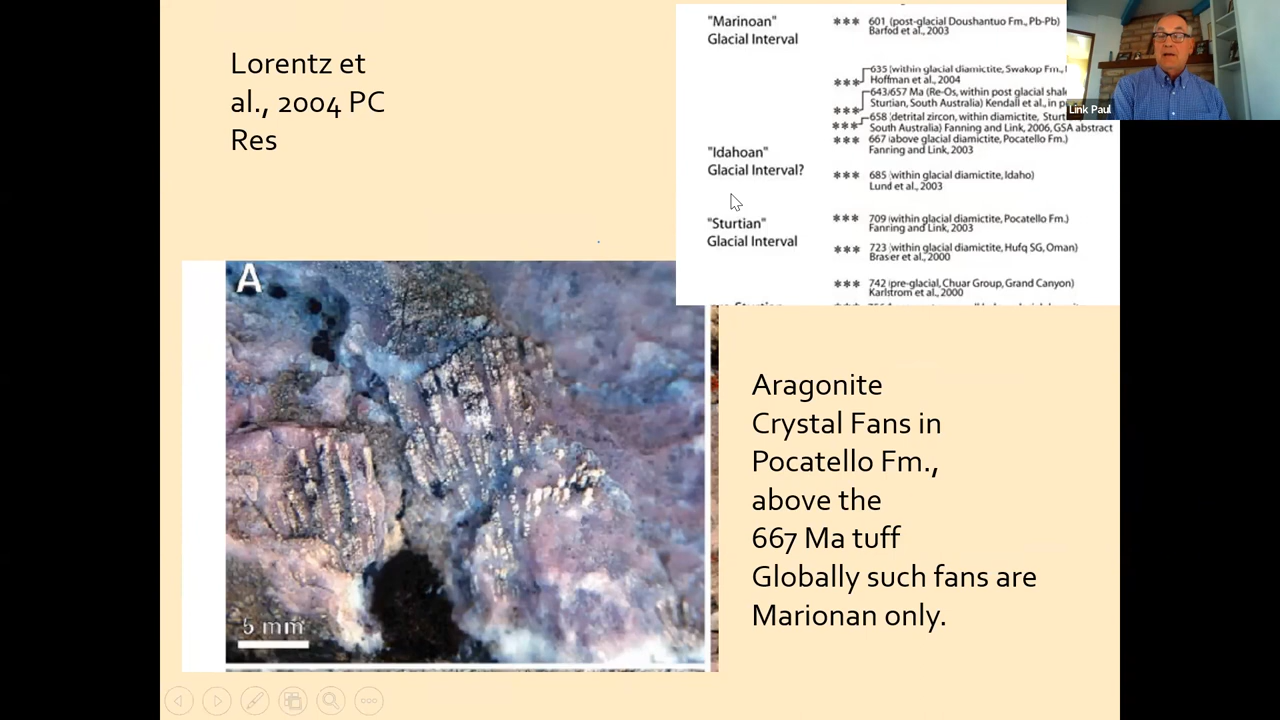 Lorentz et
al., 2004 PC
Res
"Marinoan"
Glacial Interval
*** 601 (post-glacial Doushantuo Fm., Pb-Pb)
Barfod et al., 2003
*** 635 (within glacial diamictite, Swakop Fm.,
Hoffman et al., 2004
*** 643/657 Ma (Re-Os, within post glacial shale
Sturtian, South Australia) Kendall et al., in p
*** 658 (detrital zircon, within diamictite, Sturt
South Australia) Fanning and Link, 2006, GSA abstract
*** 667 (above glacial diamictite, Pocatello Fm.)
Fanning and Link, 2003
"Idahoan"
Glacial Interval?
*** 685 (within glacial diamictite, Idaho)
Lund et al., 2003
"Sturtian"
Glacial Interval
*** 709 (within glacial diamictite, Pocatello Fm.)
Fanning and Link, 2003
*** 723 (within glacial diamictite, Hufq SG, Oman)
Brasier et al., 2000
*** 742 (pre-glacial, Chuar Group, Grand Canyon)
Karlstrom et al., 2000
Link Paul
A
5 mm
Aragonite
Crystal Fans in
Pocatello Fm.,
above the
667 Ma tuff
Globally such fans are
Marionan only.